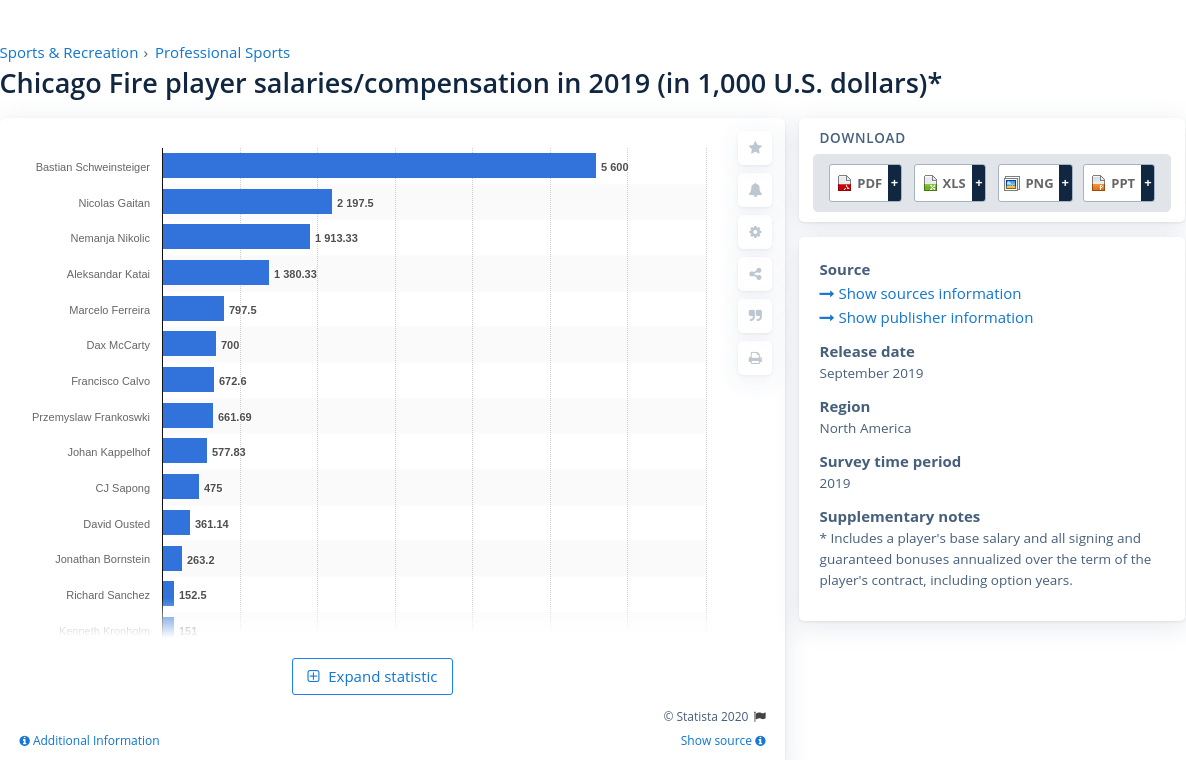 Sports & Recreation › Professional Sports
Chicago Fire player salaries/compensation in 2019 (in 1,000 U.S. dollars)*
Bastian Schweinsteiger 5 600
Nicolas Gaitan 2 197.5
Nemanja Nikolic 1 913.33
Aleksandar Katai 1 380.33
Marcelo Ferreira 797.5
Dax McCarty 700
Francisco Calvo 672.6
Przemyslaw Frankoswki 661.69
Johan Kappelhof 577.83
CJ Sapong 475
David Ousted 361.14
Jonathan Bornstein 263.2
Richard Sanchez 152.5
Kenneth Kronholm 151
Expand statistic
© Statista 2020
Additional Information
Show source
DOWNLOAD
PDF + XLS + PNG + PPT +
Source
Show sources information
Show publisher information
Release date
September 2019
Region
North America
Survey time period
2019
Supplementary notes
* Includes a player's base salary and all signing and
guaranteed bonuses annualized over the term of the
player's contract, including option years.